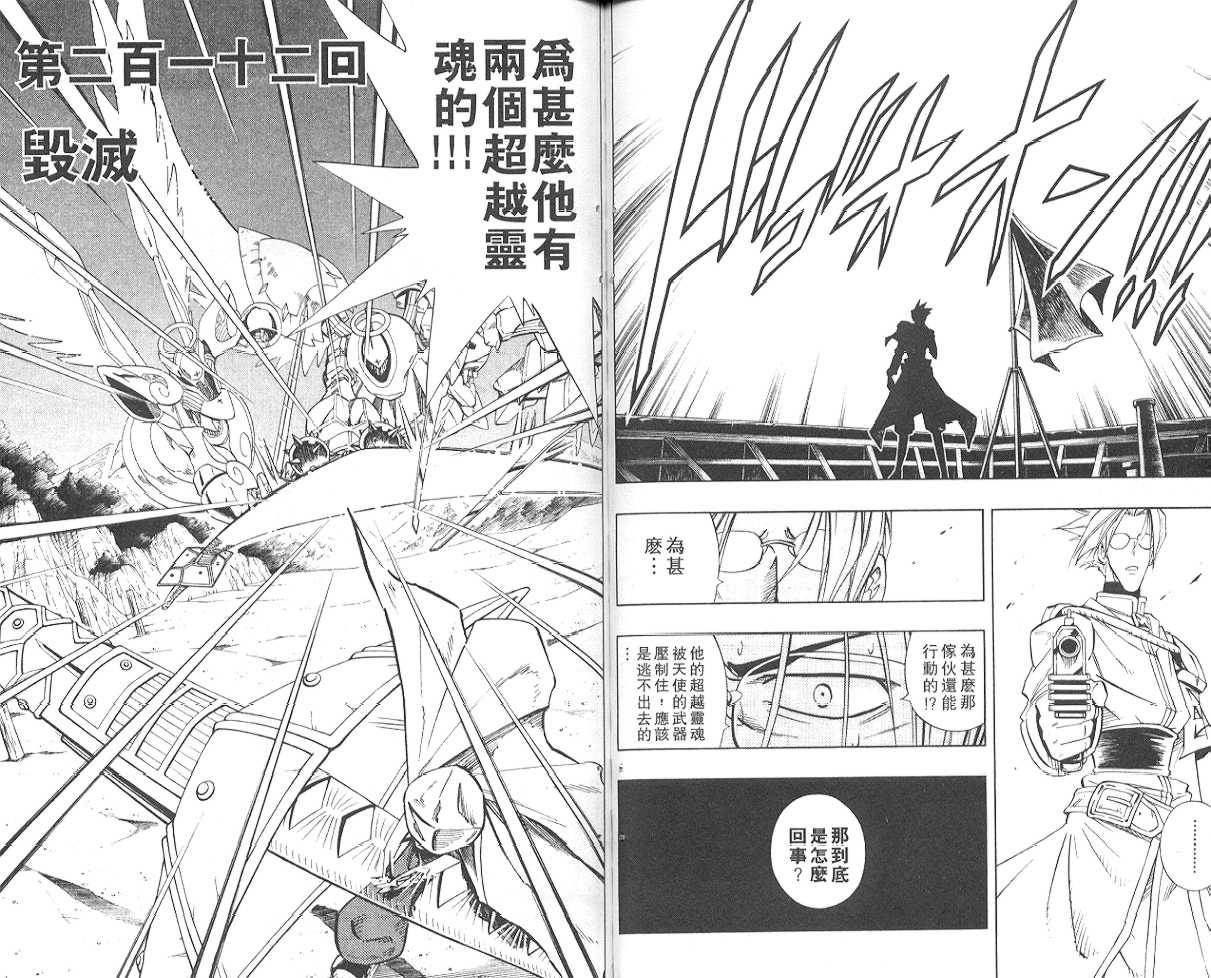 為甚
麼…
為甚麽那
傢伙還能
行動的!?
他的超越靈魂
被天使的武器
壓制住，應該
是逃不出去的
…
………
那到底
是怎麼
回事？
為甚麼他有
兩個超越靈
魂的!!!
第二百一十二回
毀滅